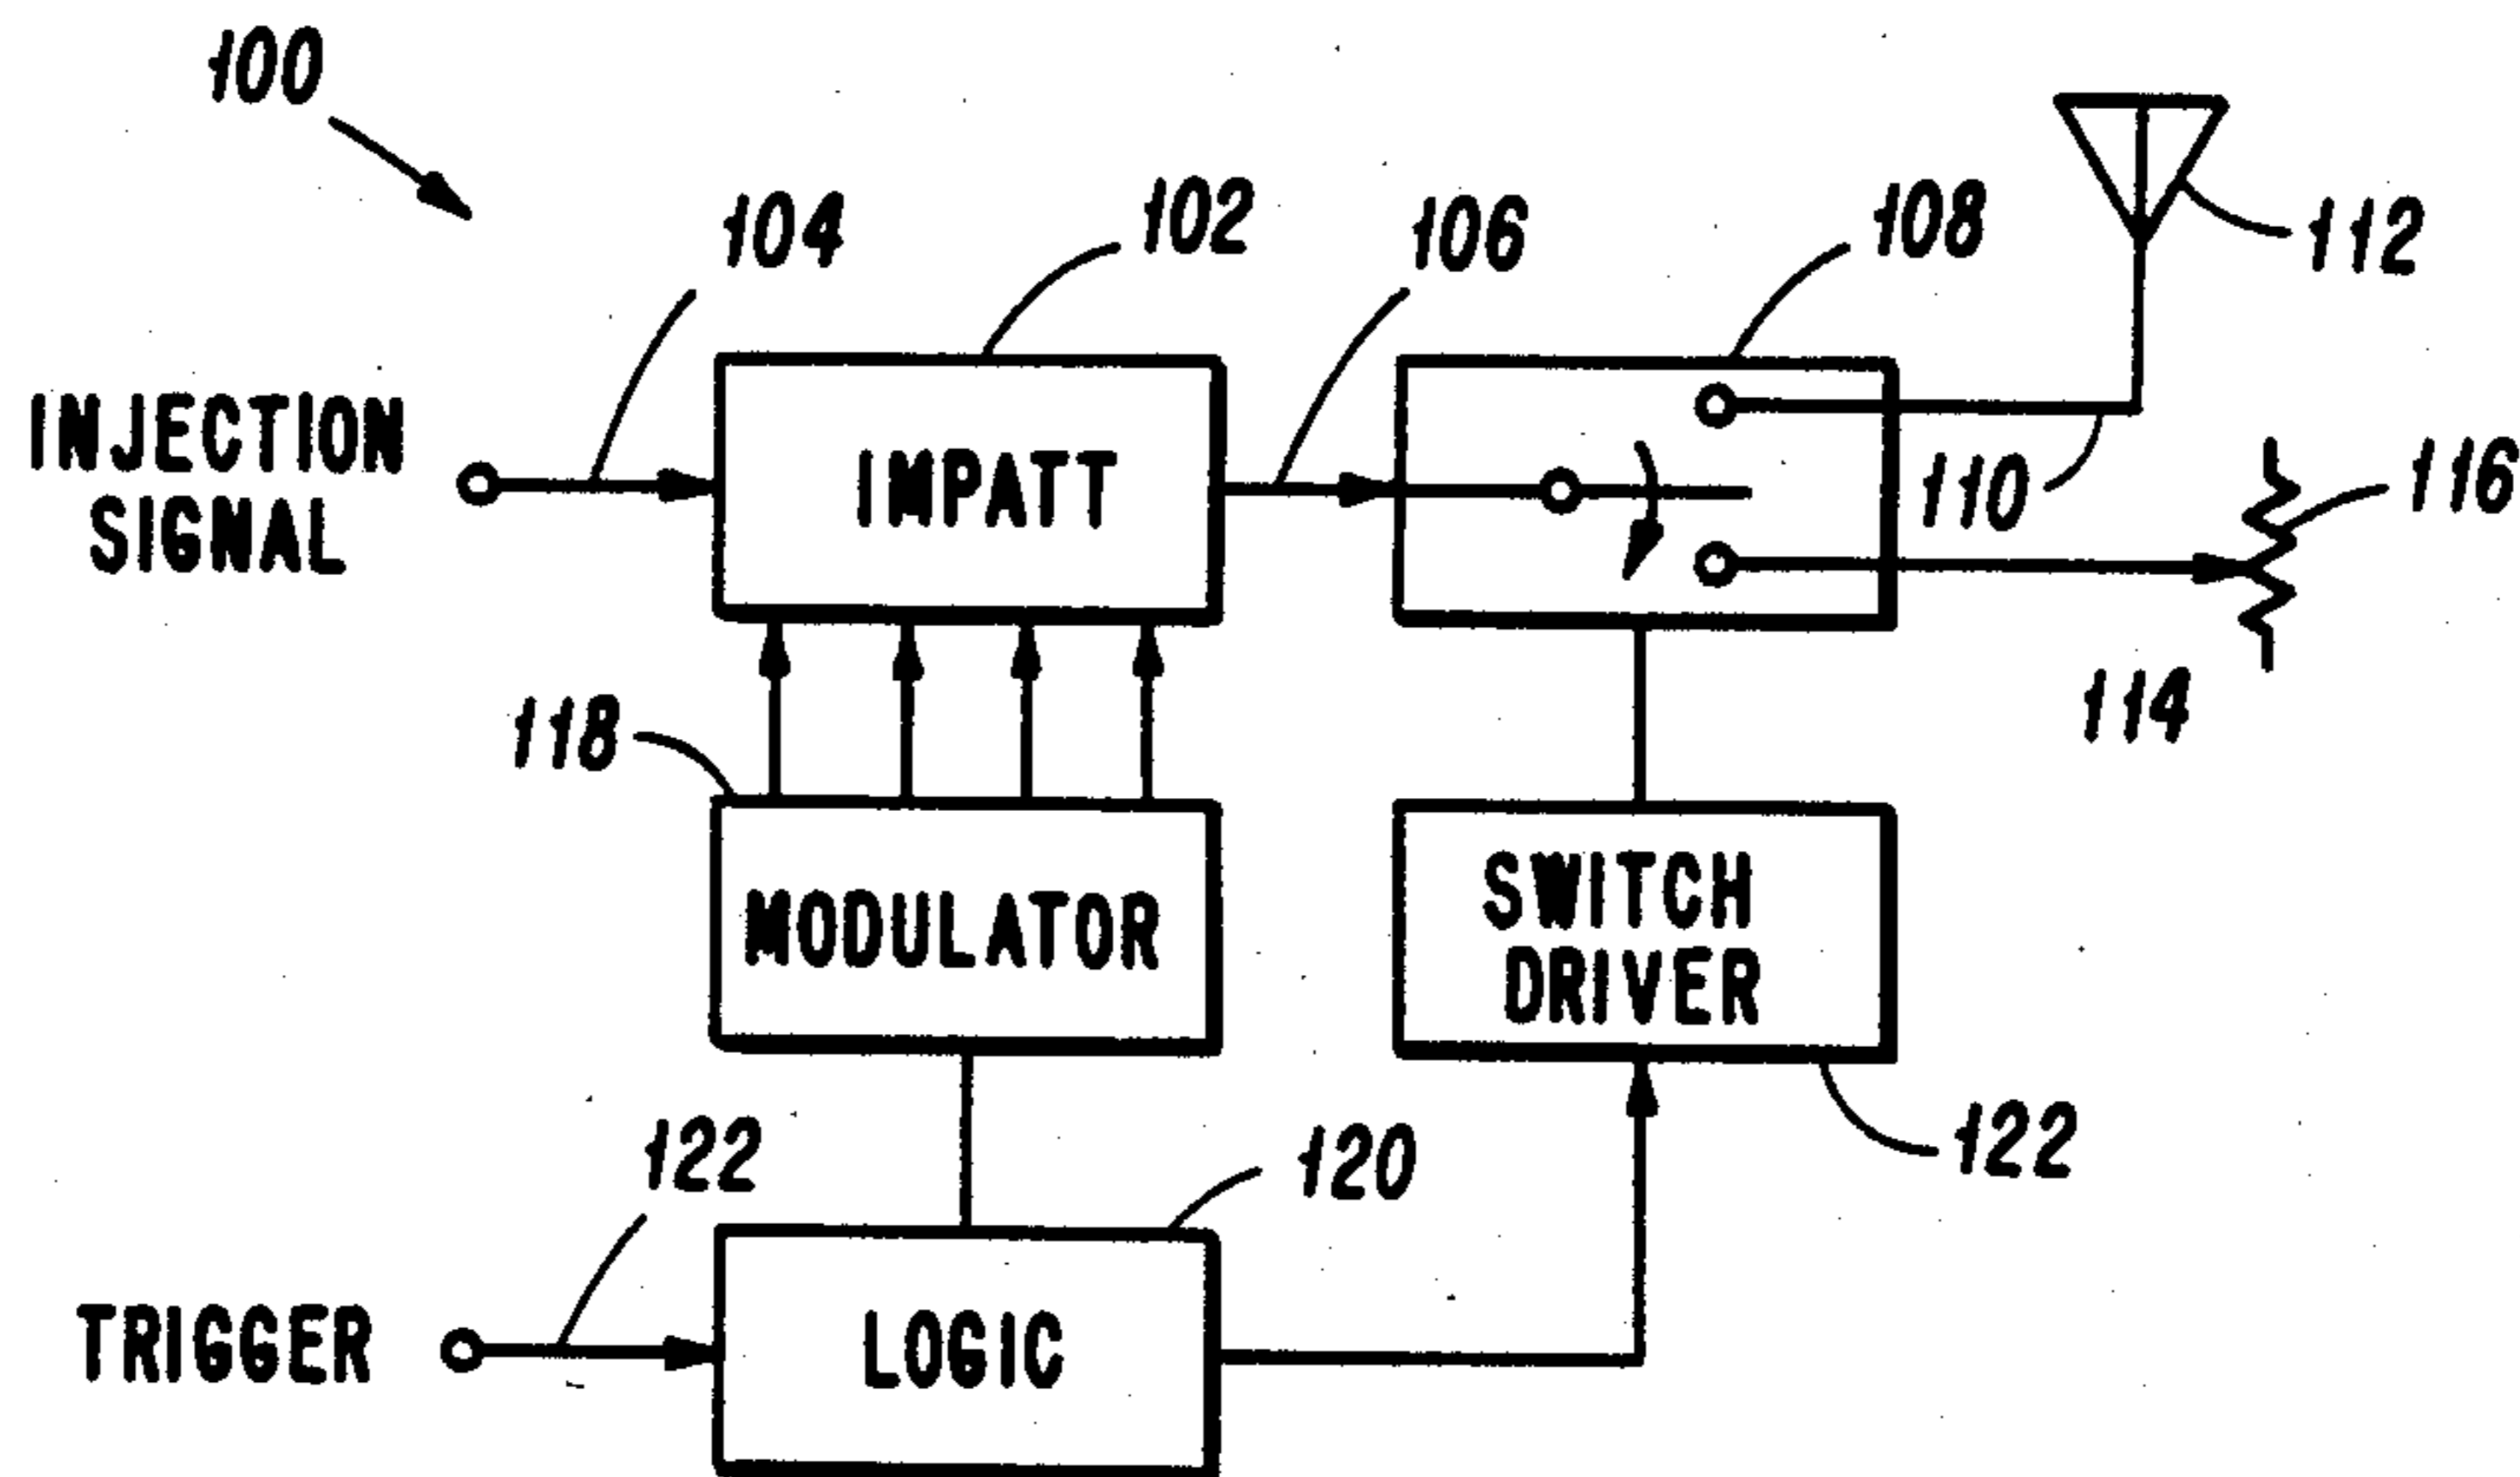 100
104
102
106
108
112
INJECTION
SIGNAL
IMPATT
110
116
114
118
MODULATOR
SWITCH
DRIVER
122
120
122
TRIGGER
LOGIC